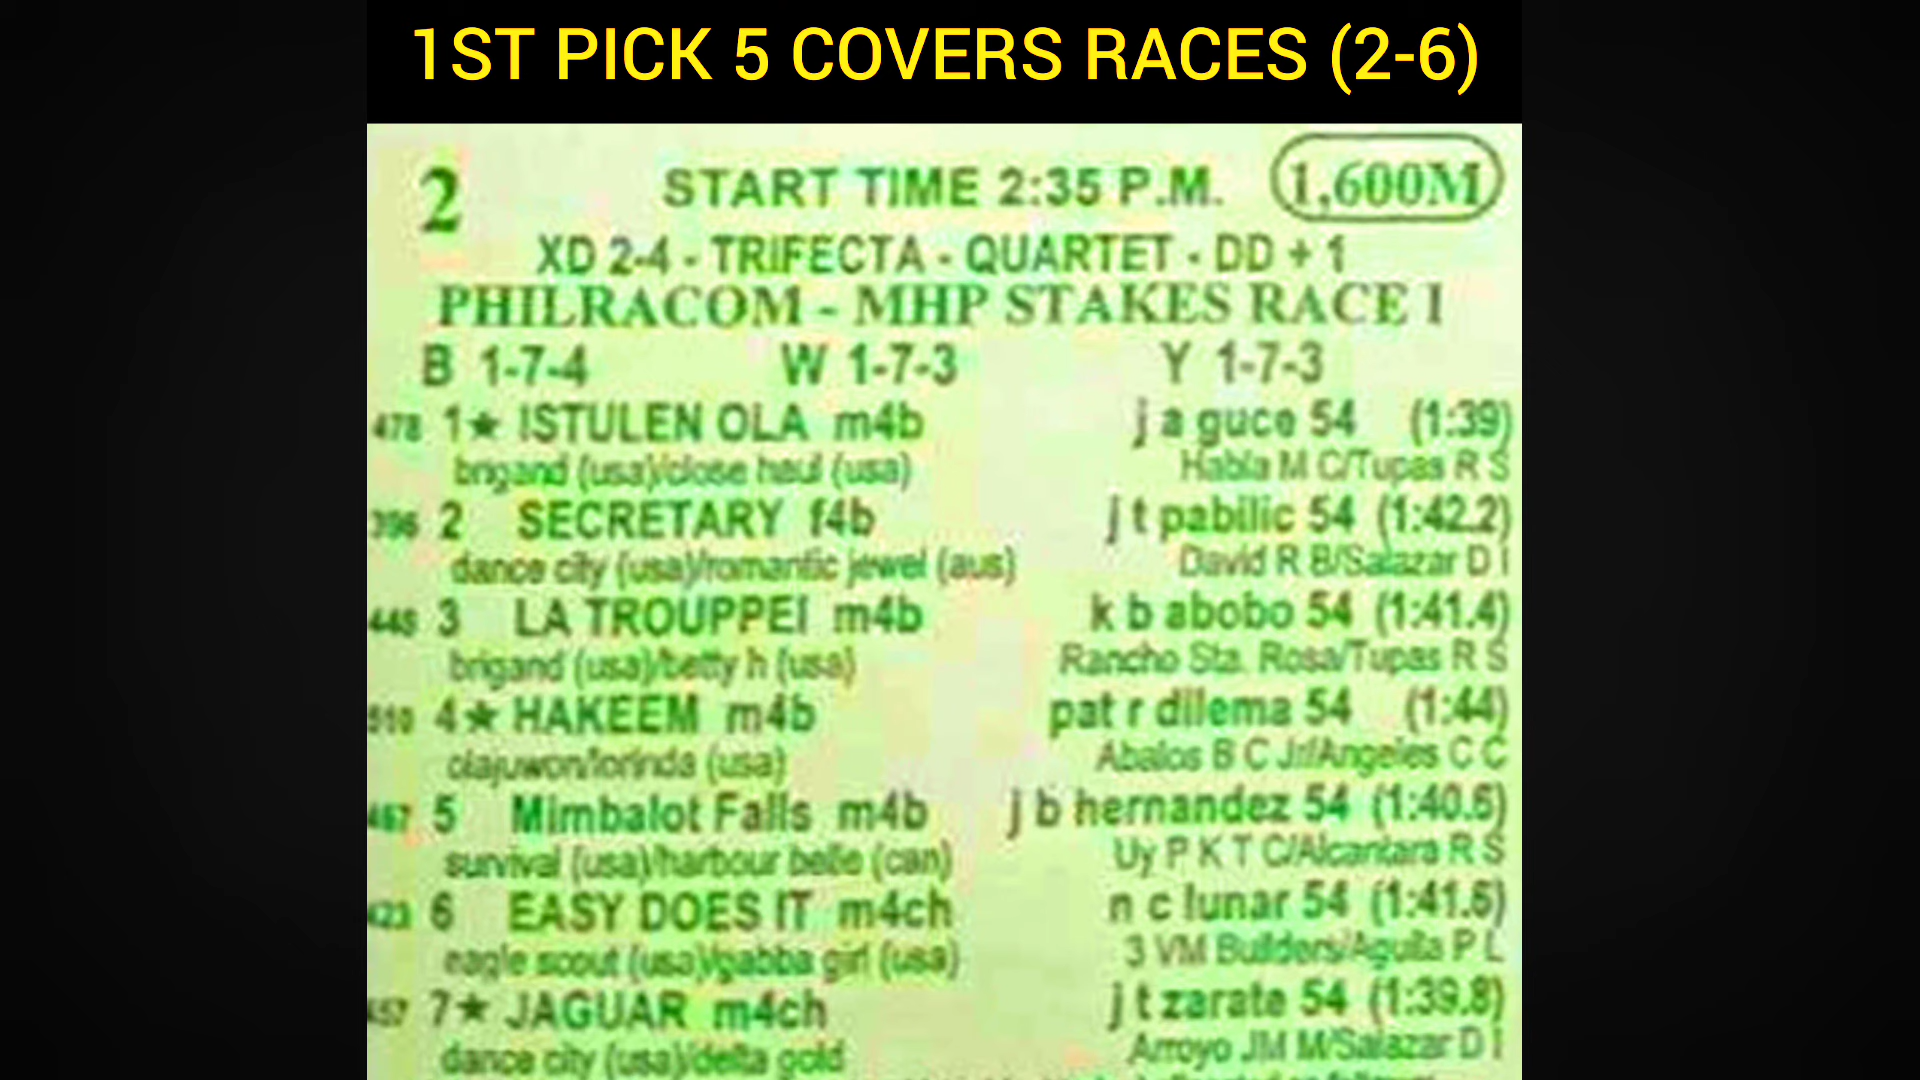 1ST PICK 5 COVERS RACES (2-6)
2 START TIME 2:35 P.M. 1,600M
XD 2-4 - TRIFECTA - QUARTET - DD + 1
PHILRACOM - MHP STAKES RACE I
B 1-7-4 W 1-7-3 Y 1-7-3
478 1★ ISTULEN OLA m4b j a guce 54 (1:39)
brigand (usa)/close haul (usa) Habla M C/Tupas R S
396 2 SECRETARY f4b j t pabilic 54 (1:42.2)
dance city (usa)/romantic jewel (aus) David R B/Salazar D I
3 LA TROUPPEI m4b k b abobo 54 (1:41.4)
brigand (usa)/betty h (usa) Rancho Sta. Rosa/Tupas R S
510 4★ HAKEEM m4b pat r dilema 54 (1:44)
olajuwon/lorinda (usa) Abalos B C Jr/Angeles C C
5 Mimbalot Falls m4b j b hernandez 54
survival (usa)/harbour belle (can) Uy P K T C/Alcantara R S
423 6 EASY DOES IT m4ch n c lunar 54
eagle scout (usa)/gabba girl (usa) 3 VM Builders/Aguila P L
7★ JAGUAR m4ch j t zarate 54 (1:39.8)
dance city (usa)/delta gold Arroyo JM M/Salazar D I